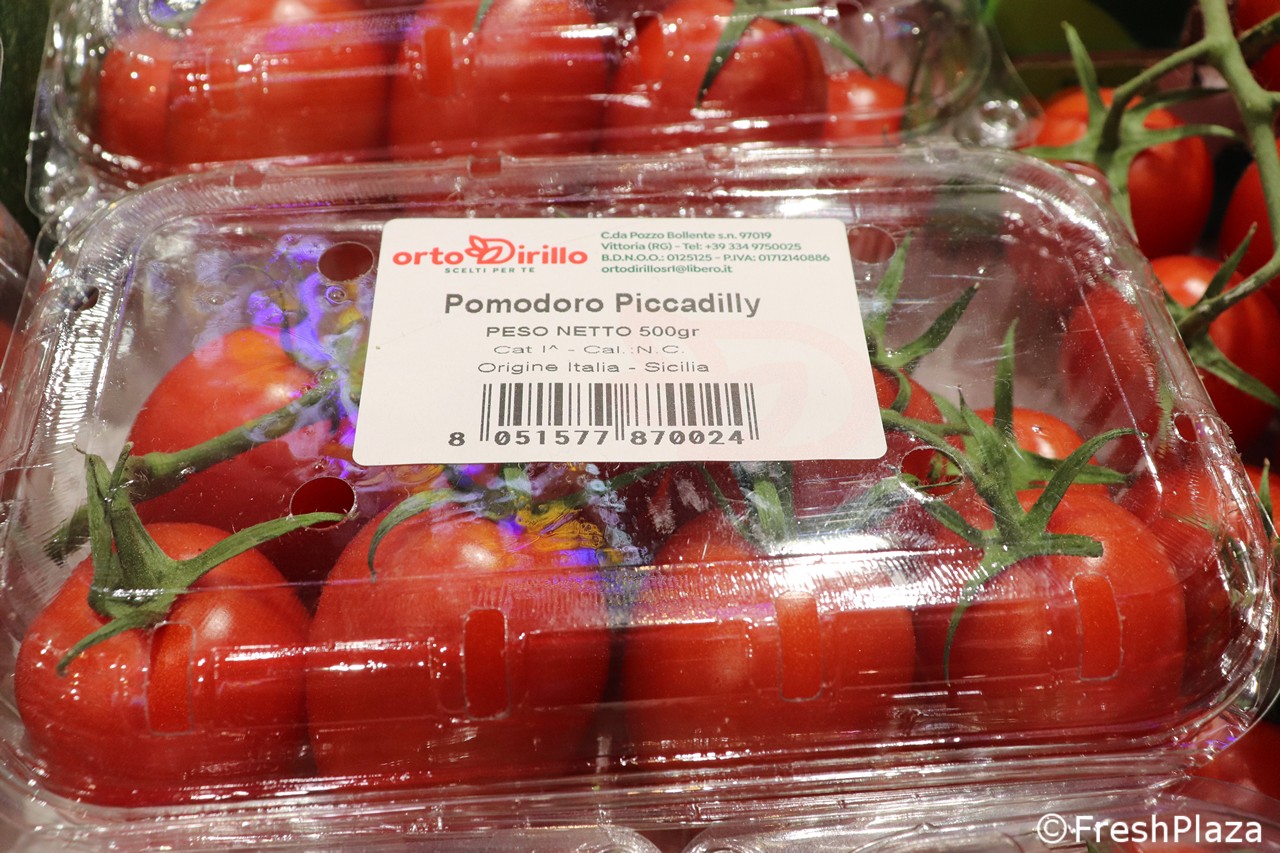 ortoDirillo
SCELTI PER TE
C.da Pozzo Bollente s.n. 97019
Vittoria (RG) - Tel: +39 334 9750025
B.D.N.O.O.: 0125125 - P.IVA: 01712140886
ortodirillosrl@libero.it
Pomodoro Piccadilly
PESO NETTO 500gr
Cat I^ - Cal.:N.C.
Origine Italia - Sicilia
8 051577 870024
©FreshPlaza